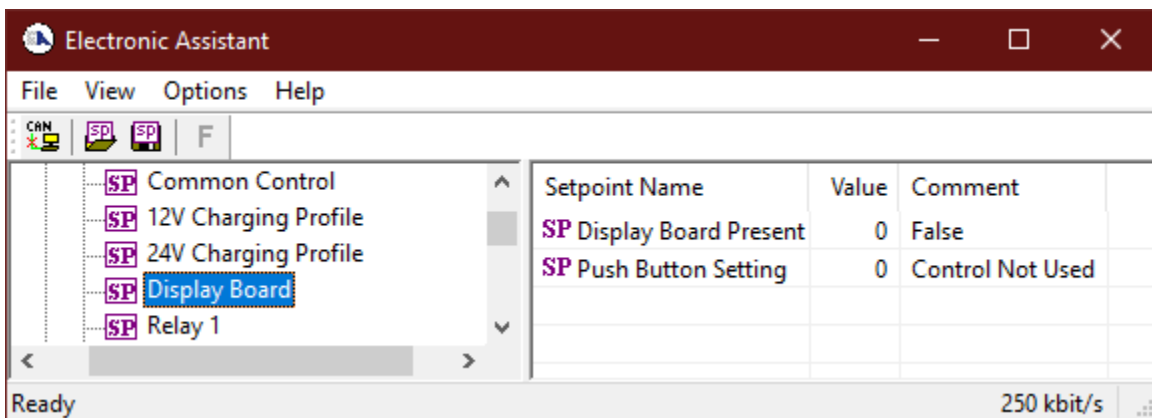 Electronic Assistant
File View Options Help
CAN SP SP F
SP Common Control
SP 12V Charging Profile
SP 24V Charging Profile
SP Display Board
SP Relay 1
Setpoint Name Value Comment
SP Display Board Present 0 False
SP Push Button Setting 0 Control Not Used
Ready 250 kbit/s